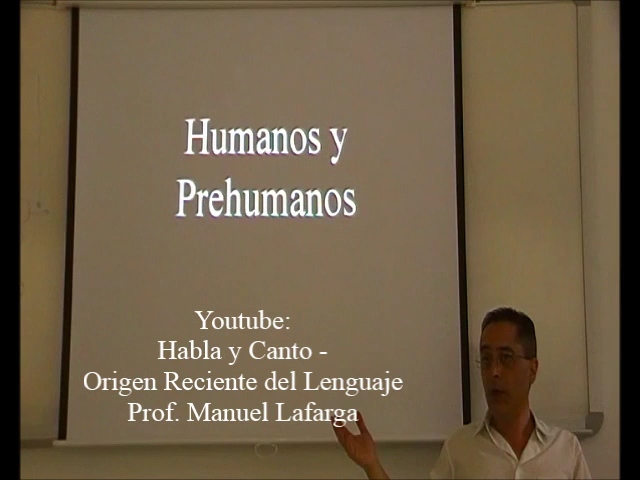 Humanos y
Prehumanos
Youtube:
Habla y Canto -
Origen Reciente del Lenguaje
Prof. Manuel Lafarga